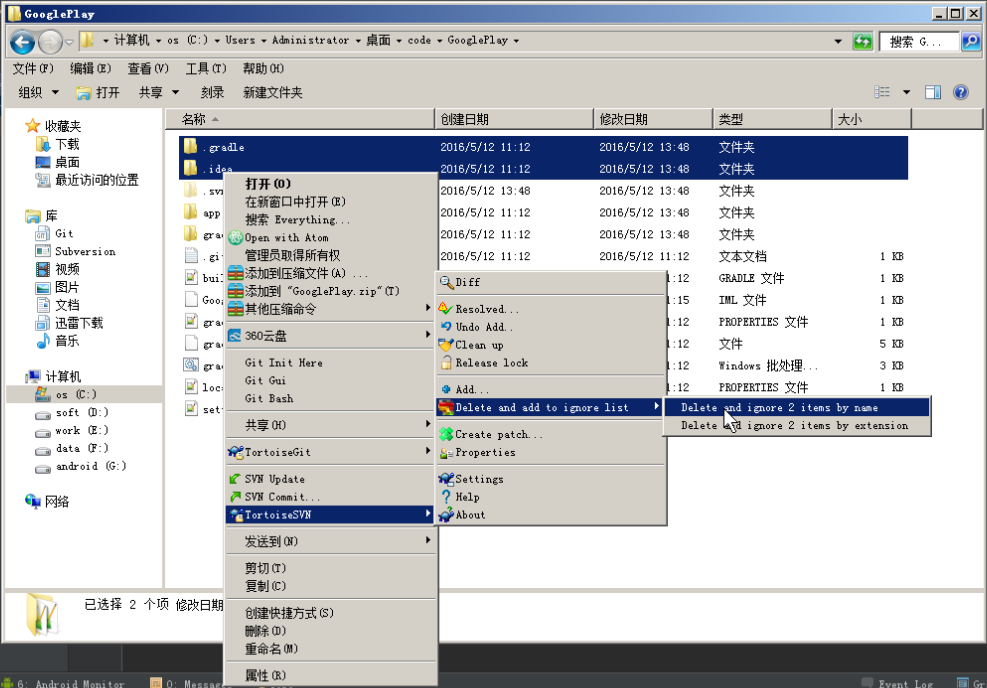 GooglePlay
计算机 os (C:) Users Administrator 桌面 code GooglePlay
搜索 G...
文件(F) 编辑(E) 查看(V) 工具(T) 帮助(H)
组织 打开 共享 刻录 新建文件夹
名称 创建日期 修改日期 类型 大小
收藏夹
下载
桌面
最近访问的位置
库
Git
Subversion
视频
图片
文档
迅雷下载
音乐
计算机
os (C:)
soft (D:)
work (E:)
data (F:)
android (G:)
网络
.gradle 2016/5/12 11:12 2016/5/12 13:48 文件夹
.idea 2016/5/12 11:12 2016/5/12 13:48 文件夹
.svn 2016/5/12 13:48 2016/5/12 13:48 文件夹
app 2016/5/12 11:12 2016/5/12 13:48 文件夹
gra 2016/5/12 11:12 2016/5/12 13:48 文件夹
.gi 2016/5/12 11:12 2016/5/12 11:12 文本文档 1 KB
buil :12 GRADLE 文件 1 KB
Goog :15 IML 文件 1 KB
gra :12 PROPERTIES 文件 1 KB
gra :12 文件 5 KB
gra :12 Windows 批处理... 3 KB
loc :12 PROPERTIES 文件 1 KB
set
打开(O)
在新窗口中打开(E)
搜索 Everything...
Open with Atom
管理员取得所有权
添加到压缩文件(A) ...
添加到 "GooglePlay.zip"(T)
其他压缩命令
360云盘
Git Init Here
Git Gui
Git Bash
共享(H)
TortoiseGit
SVN Update
SVN Commit...
TortoiseSVN
发送到(N)
剪切(T)
复制(C)
创建快捷方式(S)
删除(D)
重命名(M)
属性(R)
Diff
Resolved...
Undo Add..
Clean up
Release lock
Add...
Delete and add to ignore list
Create patch...
Properties
Settings
Help
About
Delete and ignore 2 items by name
Delete and ignore 2 items by extension
已选择 2 个项 修改日期
6: Android Monitor 0: Messages Event Log Gr